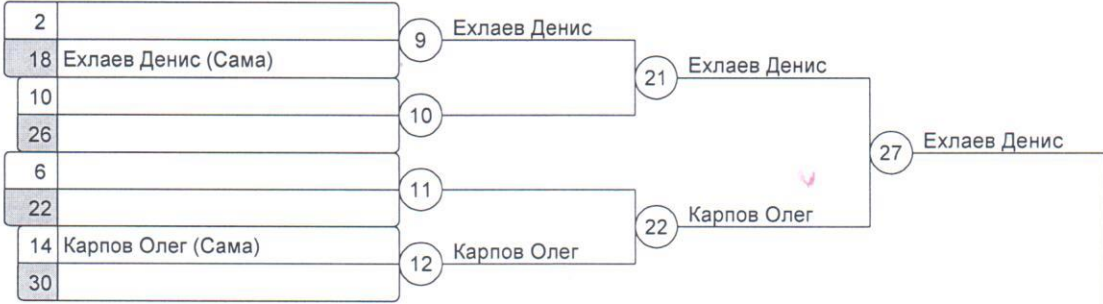 2
9 Ехлаев Денис
18 Ехлаев Денис (Сама)
21 Ехлаев Денис
10
10
26
27 Ехлаев Денис
6
11
22
22 Карпов Олег
14 Карпов Олег (Сама)
12 Карпов Олег
30